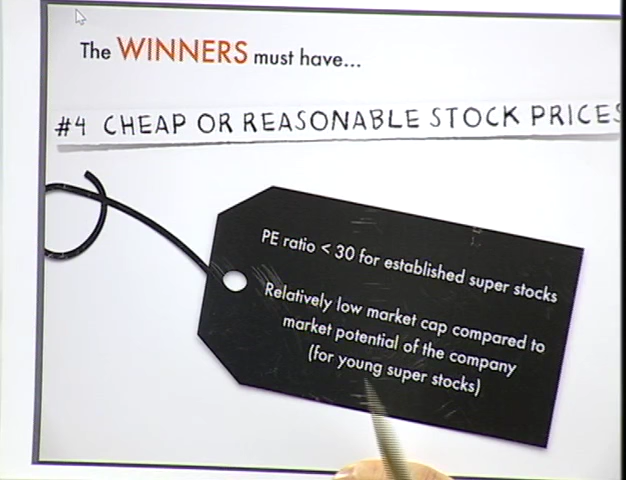 The WINNERS must have...
#4 CHEAP OR REASONABLE STOCK PRICES
PE ratio < 30 for established super stocks
Relatively low market cap compared to
market potential of the company
(for young super stocks)